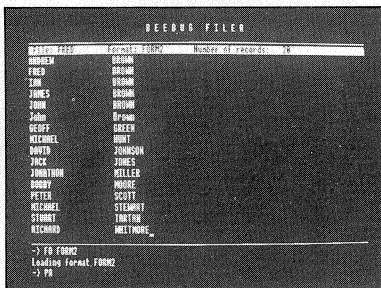 BEEBUG FILER
File: FRED Format: FORM2 Number of records: 20
ANDREW BROWN
FRED BROWN
IAN BROWN
JAMES BROWN
JOHN BROWN
John Brown
GEOFF GREEN
MICHAEL HUNT
DAVID JOHNSON
JACK JONES
JONATHON MILLER
BOBBY MOORE
PETER SCOTT
MICHAEL STEWART
STUART TARTAN
RICHARD WHITMORE_
-> FO FORM2
Loading format FORM2
-> PR